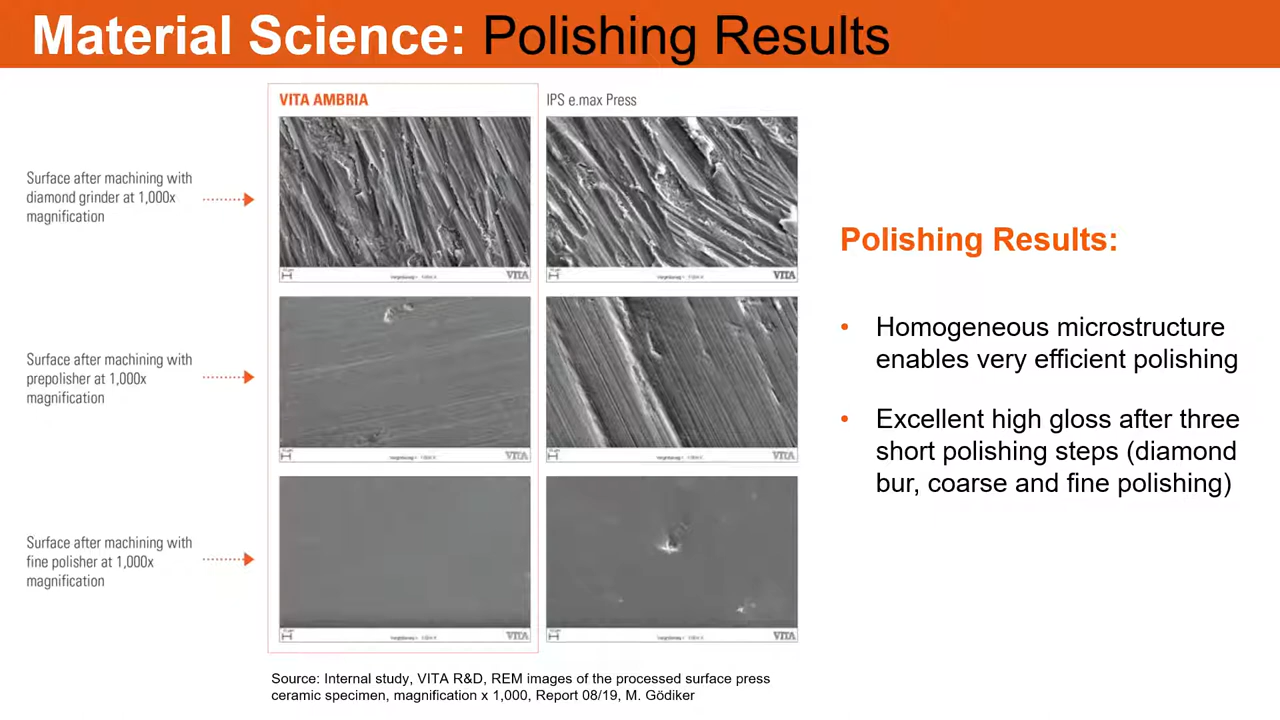 Material Science: Polishing Results
VITA AMBRIA
IPS e.max Press
Surface after machining with
diamond grinder at 1,000x
magnification
VITA
VITA
Surface after machining with
prepolisher at 1,000x
magnification
VITA
VITA
Surface after machining with
fine polisher at 1,000x
magnification
VITA
VITA
Polishing Results:
• Homogeneous microstructure
enables very efficient polishing
• Excellent high gloss after three
short polishing steps (diamond
bur, coarse and fine polishing)
Source: Internal study, VITA R&D, REM images of the processed surface press
ceramic specimen, magnification x 1,000, Report 08/19, M. Gödiker